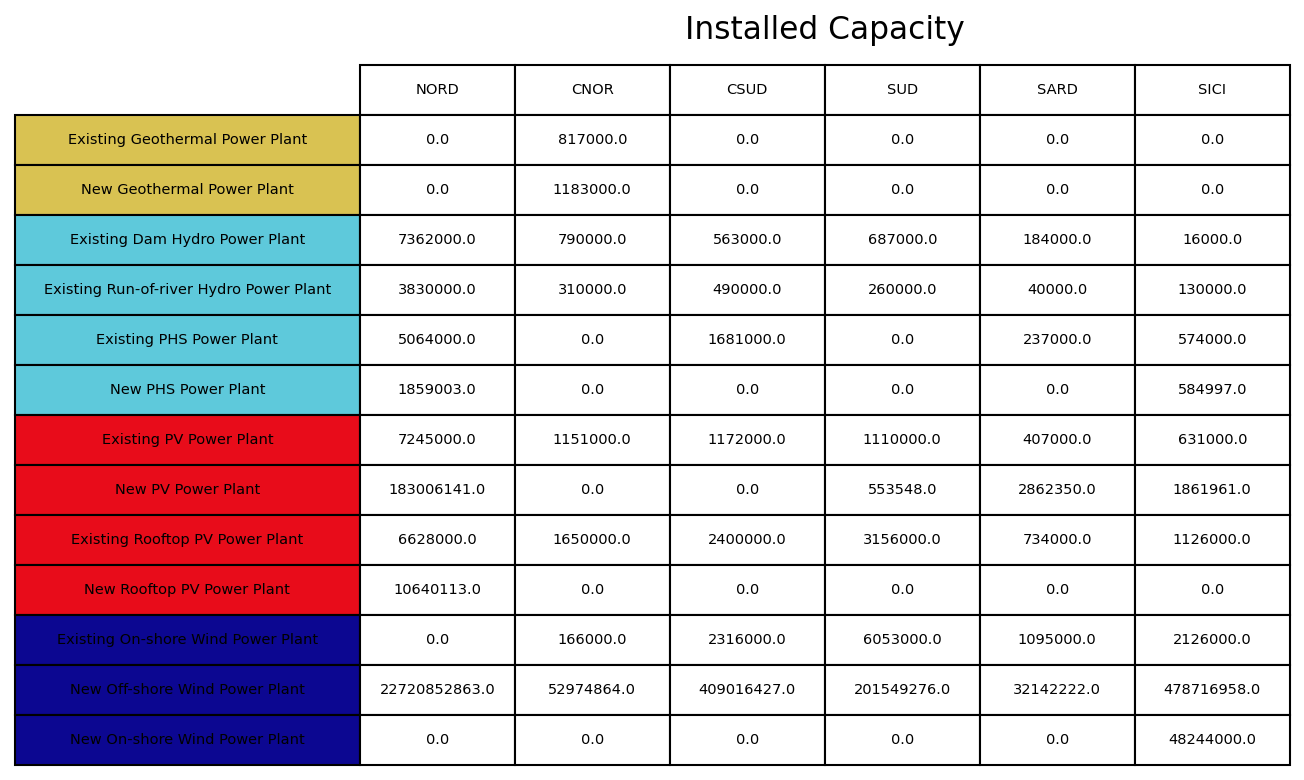 Installed Capacity
NORD CNOR CSUD SUD SARD SICI
Existing Geothermal Power Plant 0.0 817000.0 0.0 0.0 0.0 0.0
New Geothermal Power Plant 0.0 1183000.0 0.0 0.0 0.0 0.0
Existing Dam Hydro Power Plant 7362000.0 790000.0 563000.0 687000.0 184000.0 16000.0
Existing Run-of-river Hydro Power Plant 3830000.0 310000.0 490000.0 260000.0 40000.0 130000.0
Existing PHS Power Plant 5064000.0 0.0 1681000.0 0.0 237000.0 574000.0
New PHS Power Plant 1859003.0 0.0 0.0 0.0 0.0 584997.0
Existing PV Power Plant 7245000.0 1151000.0 1172000.0 1110000.0 407000.0 631000.0
New PV Power Plant 183006141.0 0.0 0.0 553548.0 2862350.0 1861961.0
Existing Rooftop PV Power Plant 6628000.0 1650000.0 2400000.0 3156000.0 734000.0 1126000.0
New Rooftop PV Power Plant 10640113.0 0.0 0.0 0.0 0.0 0.0
Existing On-shore Wind Power Plant 0.0 166000.0 2316000.0 6053000.0 1095000.0 2126000.0
New Off-shore Wind Power Plant 22720852863.0 52974864.0 409016427.0 201549276.0 32142222.0 478716958.0
New On-shore Wind Power Plant 0.0 0.0 0.0 0.0 0.0 48244000.0